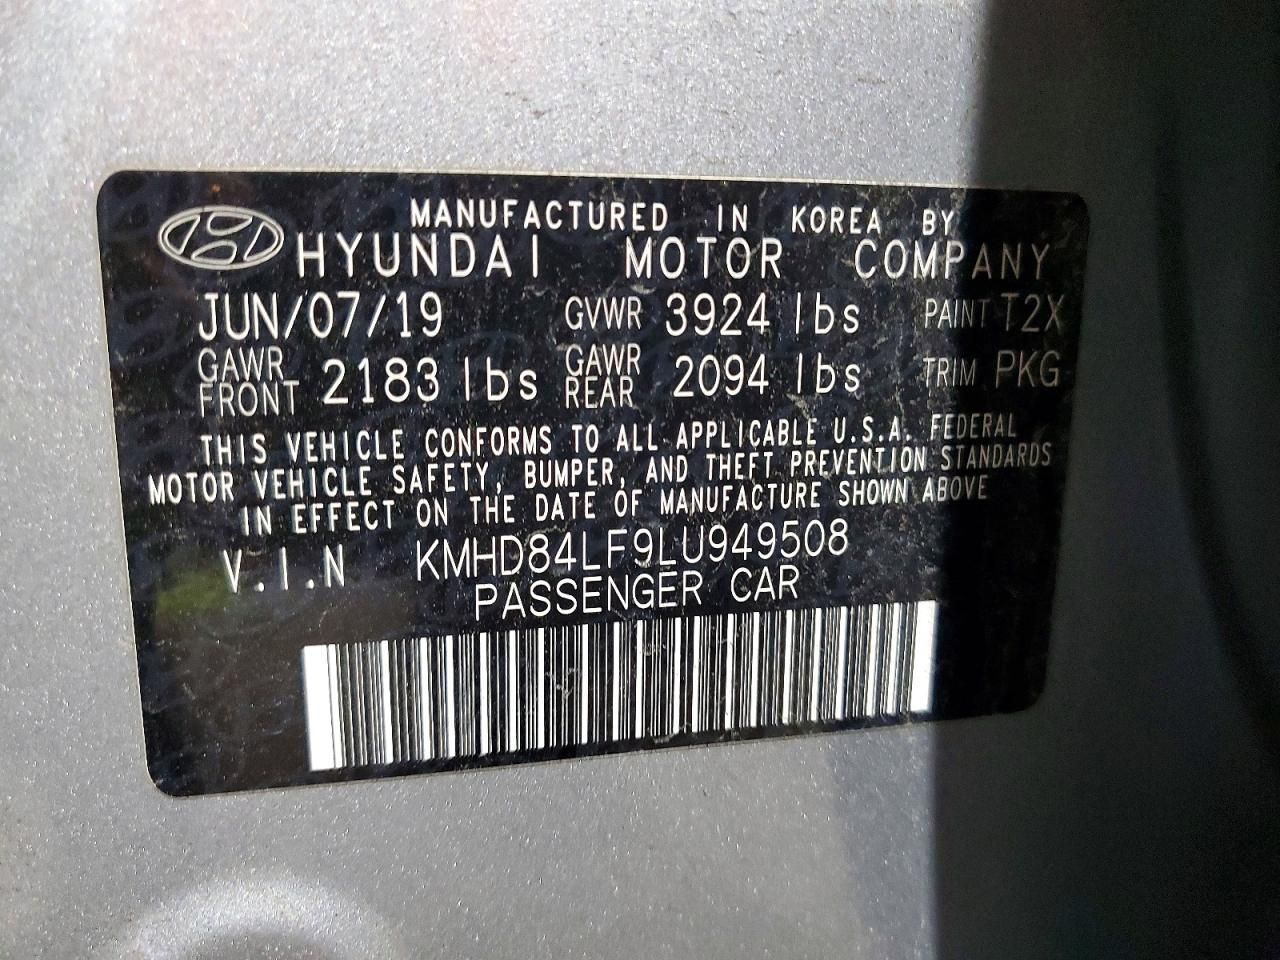 MANUFACTURED IN KOREA BY
HYUNDAI MOTOR COMPANY
JUN/07/19 GVWR 3924 lbs PAINT T2X
GAWR FRONT 2183 lbs GAWR REAR 2094 lbs TRIM PKG
THIS VEHICLE CONFORMS TO ALL APPLICABLE U.S.A. FEDERAL
MOTOR VEHICLE SAFETY, BUMPER, AND THEFT PREVENTION STANDARDS
IN EFFECT ON THE DATE OF MANUFACTURE SHOWN ABOVE
V.I.N KMHD84LF9LU949508
PASSENGER CAR